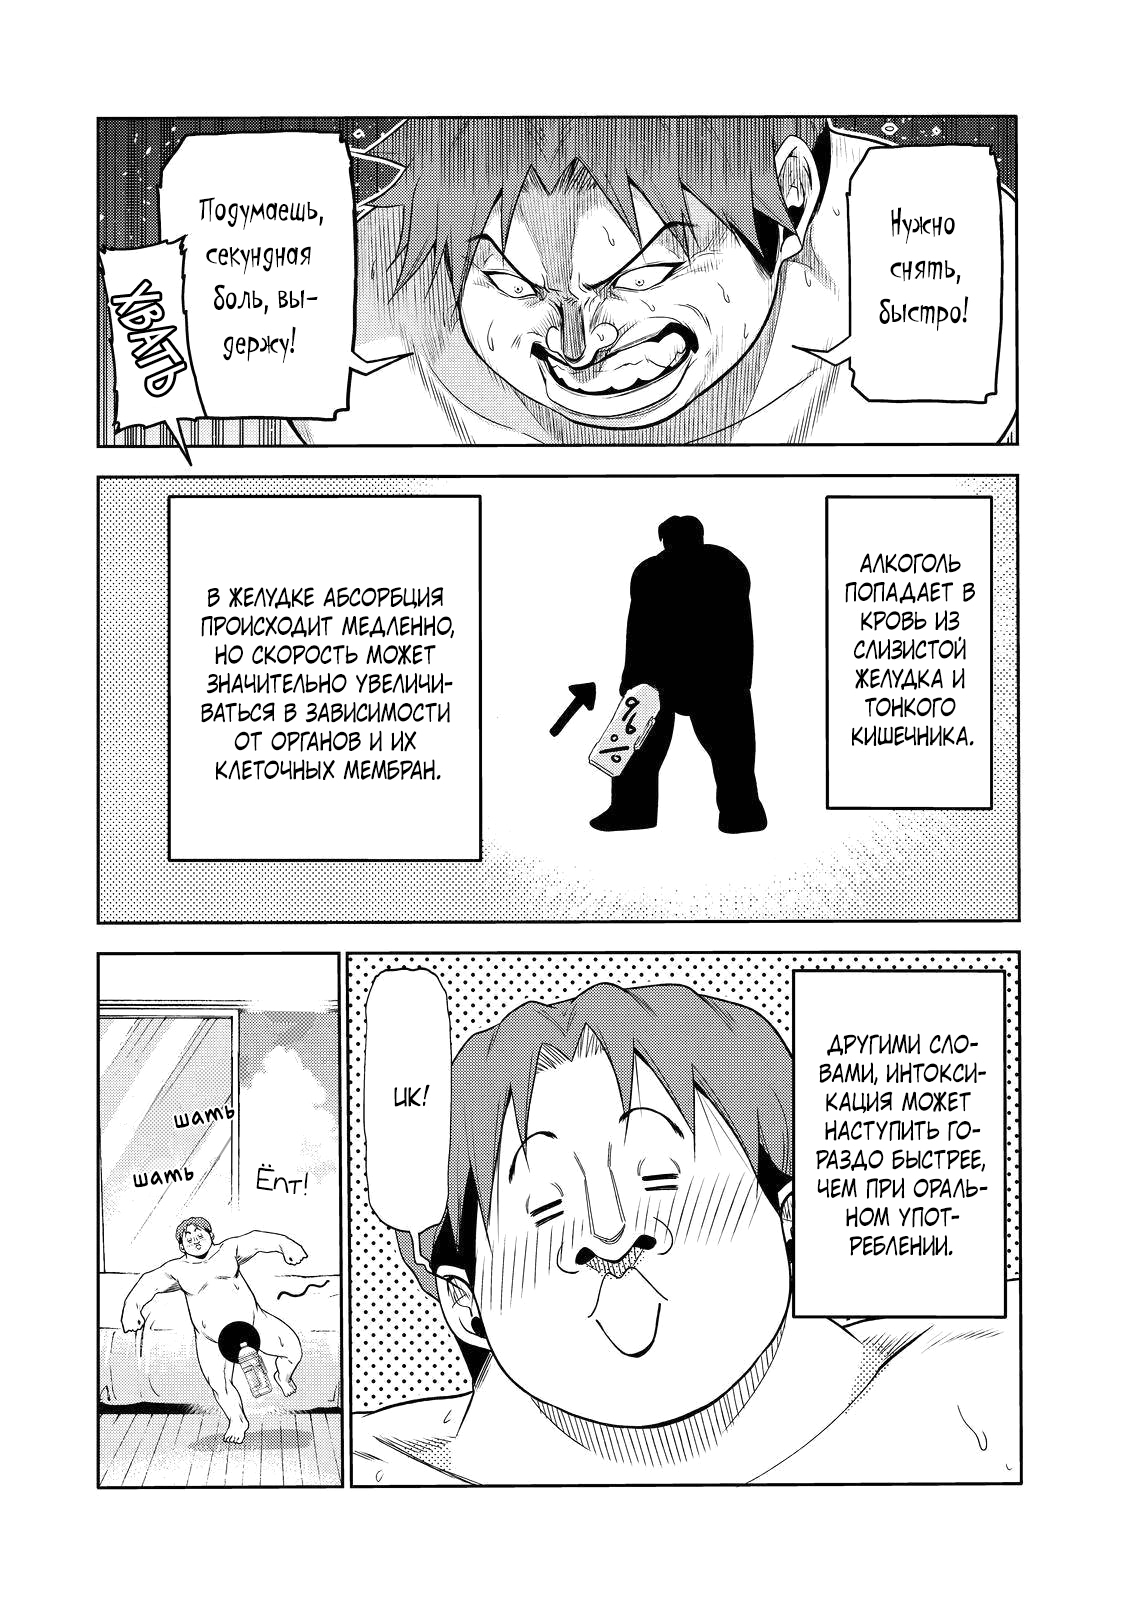 Нужно
снять,
быстро!
Подумаешь,
секундная
боль, вы-
держу!
ХВАТЬ
АЛКОГОЛЬ
ПОПАДАЕТ В
КРОВЬ ИЗ
СЛИЗИСТОЙ
ЖЕЛУДКА И
ТОНКОГО
КИШЕЧНИКА.
96%
В ЖЕЛУДКЕ АБСОРБЦИЯ
ПРОИСХОДИТ МЕДЛЕННО,
НО СКОРОСТЬ МОЖЕТ
ЗНАЧИТЕЛЬНО УВЕЛИЧИ-
ВАТЬСЯ В ЗАВИСИМОСТИ
ОТ ОРГАНОВ И ИХ
КЛЕТОЧНЫХ МЕМБРАН.
ДРУГИМИ СЛО-
ВАМИ, ИНТОКСИ-
КАЦИЯ МОЖЕТ
НАСТУПИТЬ ГО-
РАЗДО БЫСТРЕЕ,
ЧЕМ ПРИ ОРАЛЬ-
НОМ УПОТ-
РЕБЛЕНИИ.
ИК!
шать
шать
Ёпт!